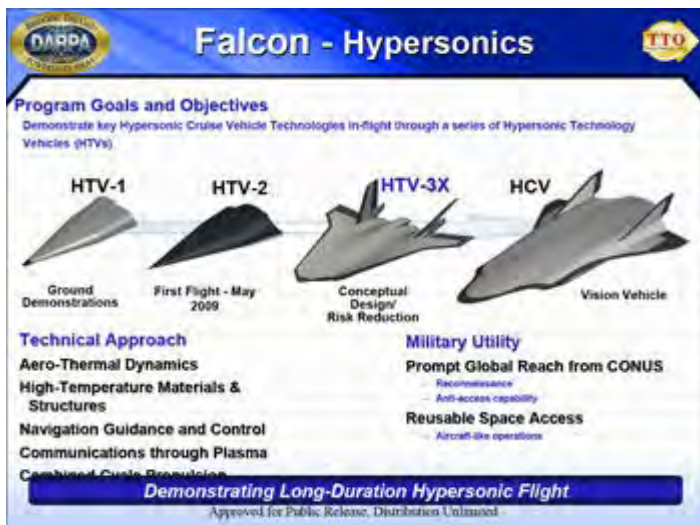 DARPA
Falcon - Hypersonics
TTO
Program Goals and Objectives
Demonstrate key Hypersonic Cruise Vehicle Technologies in-flight through a series of Hypersonic Technology
Vehicles (HTVs)
HTV-1
HTV-2
HTV-3X
HCV
Ground
Demonstrations
First Flight - May
2009
Conceptual
Design/
Risk Reduction
Vision Vehicle
Technical Approach
Aero-Thermal Dynamics
High-Temperature Materials &
Structures
Navigation Guidance and Control
Communications through Plasma
Combined Cycle Propulsion
Military Utility
Prompt Global Reach from CONUS
- Reconnaissance
- Anti-access capability
Reusable Space Access
- Aircraft-like operations
Demonstrating Long-Duration Hypersonic Flight
Approved for Public Release, Distribution Unlimited